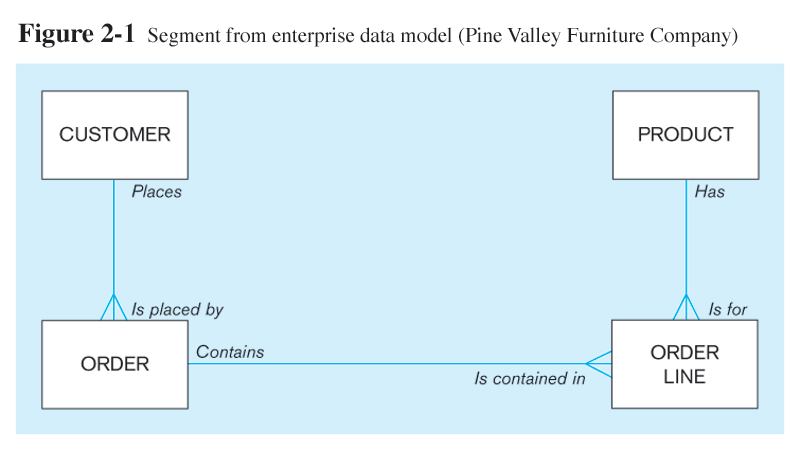 Figure 2-1 Segment from enterprise data model (Pine Valley Furniture Company)
CUSTOMER
PRODUCT
Places
Has
Is placed by
Is for
ORDER
Contains
Is contained in
ORDER
LINE